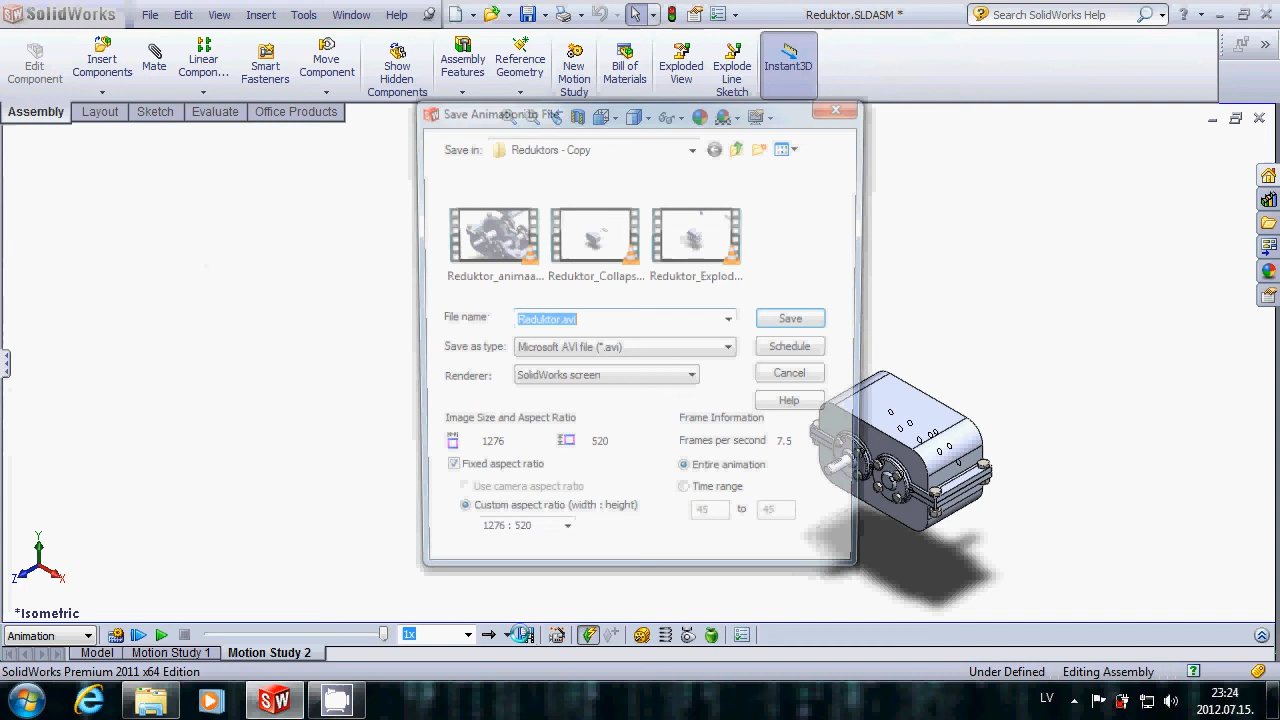 SolidWorks File Edit View Insert Tools Window Help Reduktor.SLDASM * Search SolidWorks Help
Edit Component
Insert Components
Mate
Linear Compon...
Smart Fasteners
Move Component
Show Hidden Components
Assembly Features
Reference Geometry
New Motion Study
Bill of Materials
Exploded View
Explode Line Sketch
Instant3D
Assembly Layout Sketch Evaluate Office Products
Save Animation to File
Save in: Reduktors - Copy
Reduktor_animaa... Reduktor_Collaps... Reduktor_Explod...
File name: Reduktor.avi Save
Save as type: Microsoft AVI file (*.avi) Schedule
Renderer: SolidWorks screen Cancel
Help
Image Size and Aspect Ratio Frame Information
1276 520 Frames per second 7.5
Fixed aspect ratio Entire animation
Use camera aspect ratio Time range
Custom aspect ratio (width : height) 45 to 45
1276 : 520
Y
Z X
*Isometric
Animation 1x
Model Motion Study 1 Motion Study 2
SolidWorks Premium 2011 x64 Edition Under Defined Editing Assembly
LV 23:24
2012.07.15.